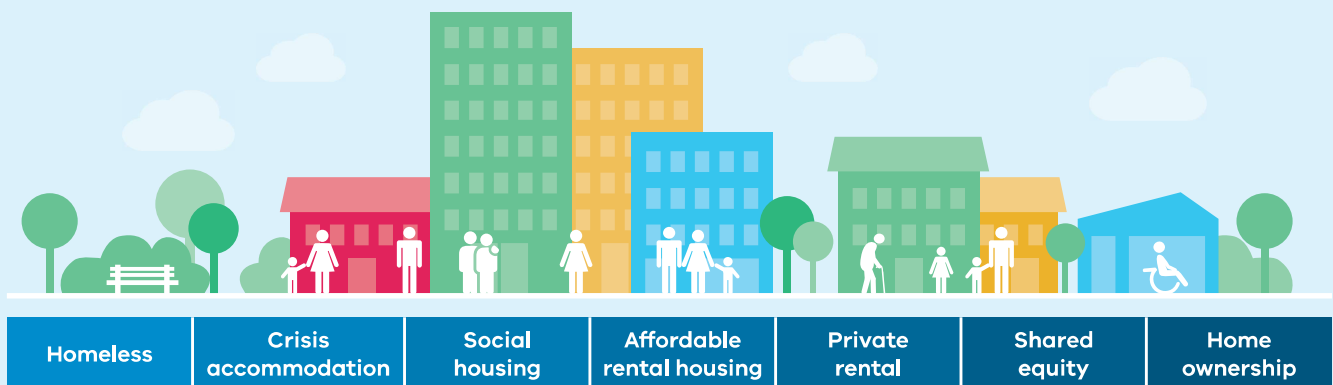 Homeless
Crisis
accommodation
Social
housing
Affordable
rental housing
Private
rental
Shared
equity
Home
ownership